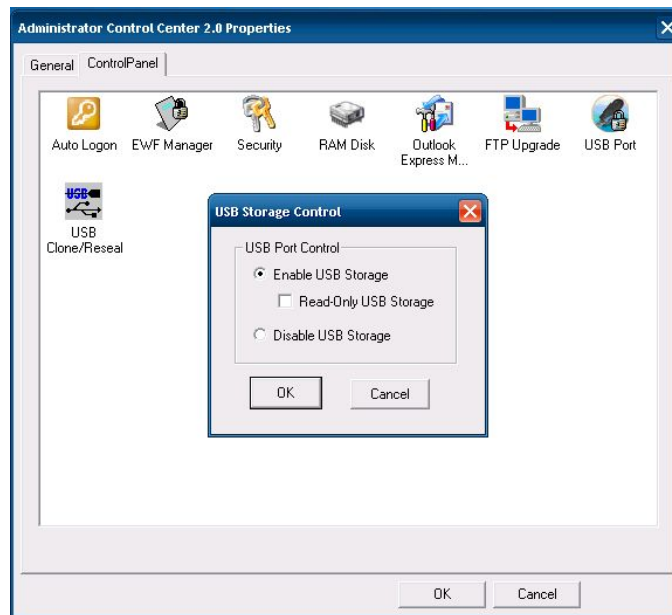 Administrator Control Center 2.0 Properties
General ControlPanel
Auto Logon EWF Manager Security RAM Disk Outlook Express M... FTP Upgrade USB Port
USB
USB Clone/Reseal
USB Storage Control
USB Port Control
Enable USB Storage
Read-Only USB Storage
Disable USB Storage
OK Cancel
OK Cancel